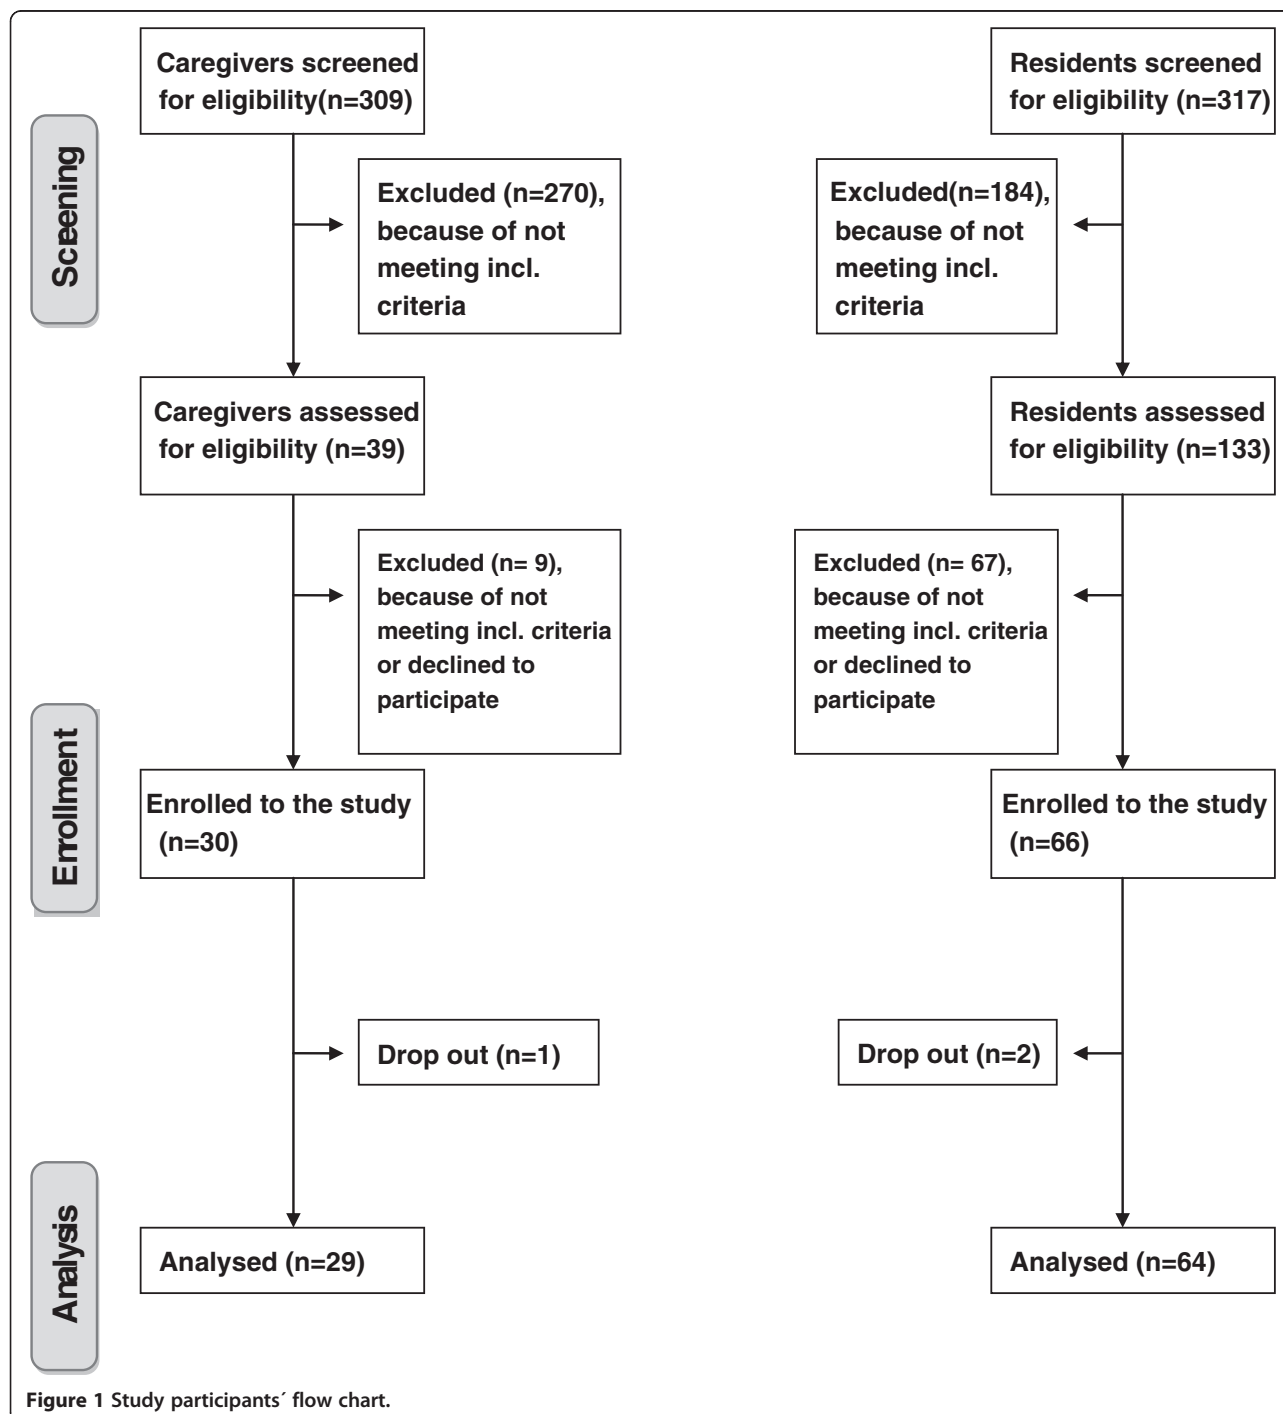 Caregivers screened
for eligibility(n=309)
Residents screened
for eligibility (n=317)
Screening
Excluded (n=270),
because of not
meeting incl.
criteria
Excluded(n=184),
because of not
meeting incl.
criteria
Caregivers assessed
for eligibility (n=39)
Residents assessed
for eligibility (n=133)
Excluded (n= 9),
because of not
meeting incl. criteria
or declined to
participate
Excluded (n= 67),
because of not
meeting incl. criteria
or declined to
participate
Enrollment
Enrolled to the study
(n=30)
Enrolled to the study
(n=66)
Drop out (n=1)
Drop out (n=2)
Analysis
Analysed (n=29)
Analysed (n=64)
Figure 1 Study participants´ flow chart.